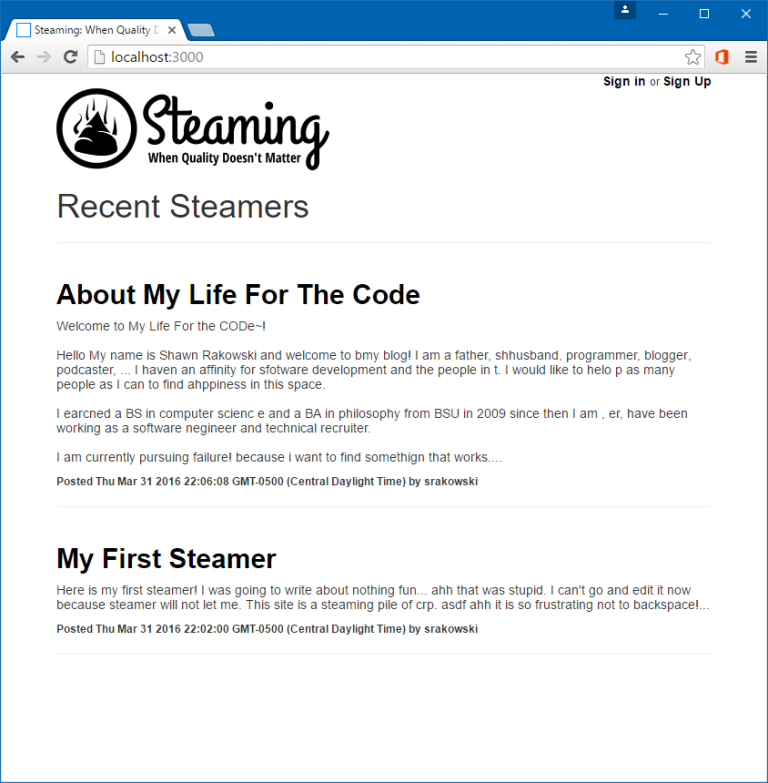 Steaming: When Quality D
localhost:3000
Sign in or Sign Up
Steaming
When Quality Doesn't Matter
Recent Steamers
About My Life For The Code
Welcome to My Life For the CODe~!
Hello My name is Shawn Rakowski and welcome to bmy blog! I am a father, shhusband, programmer, blogger,
podcaster, ... I haven an affinity for sfotware development and the people in t. I would like to helo p as many
people as I can to find ahppiness in this space.
I earcned a BS in computer scienc e and a BA in philosophy from BSU in 2009 since then I am , er, have been
working as a software negineer and technical recruiter.
I am currently pursuing failure! because i want to find somethign that works....
Posted Thu Mar 31 2016 22:06:08 GMT-0500 (Central Daylight Time) by srakowski
My First Steamer
Here is my first steamer! I was going to write about nothing fun... ahh that was stupid. I can't go and edit it now
because steamer will not let me. This site is a steaming pile of crp. asdf ahh it is so frustrating not to backspace!...
Posted Thu Mar 31 2016 22:02:00 GMT-0500 (Central Daylight Time) by srakowski